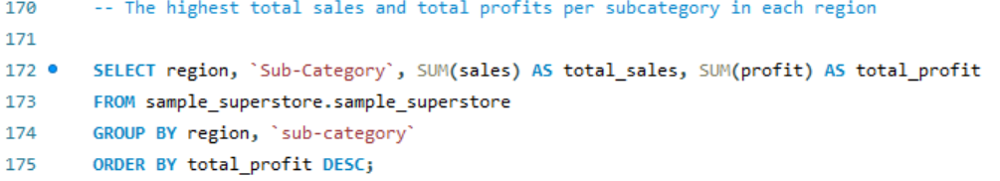 170 -- The highest total sales and total profits per subcategory in each region
171
172 SELECT region, `Sub-Category`, SUM(sales) AS total_sales, SUM(profit) AS total_profit
173 FROM sample_superstore.sample_superstore
174 GROUP BY region, `sub-category`
175 ORDER BY total_profit DESC;